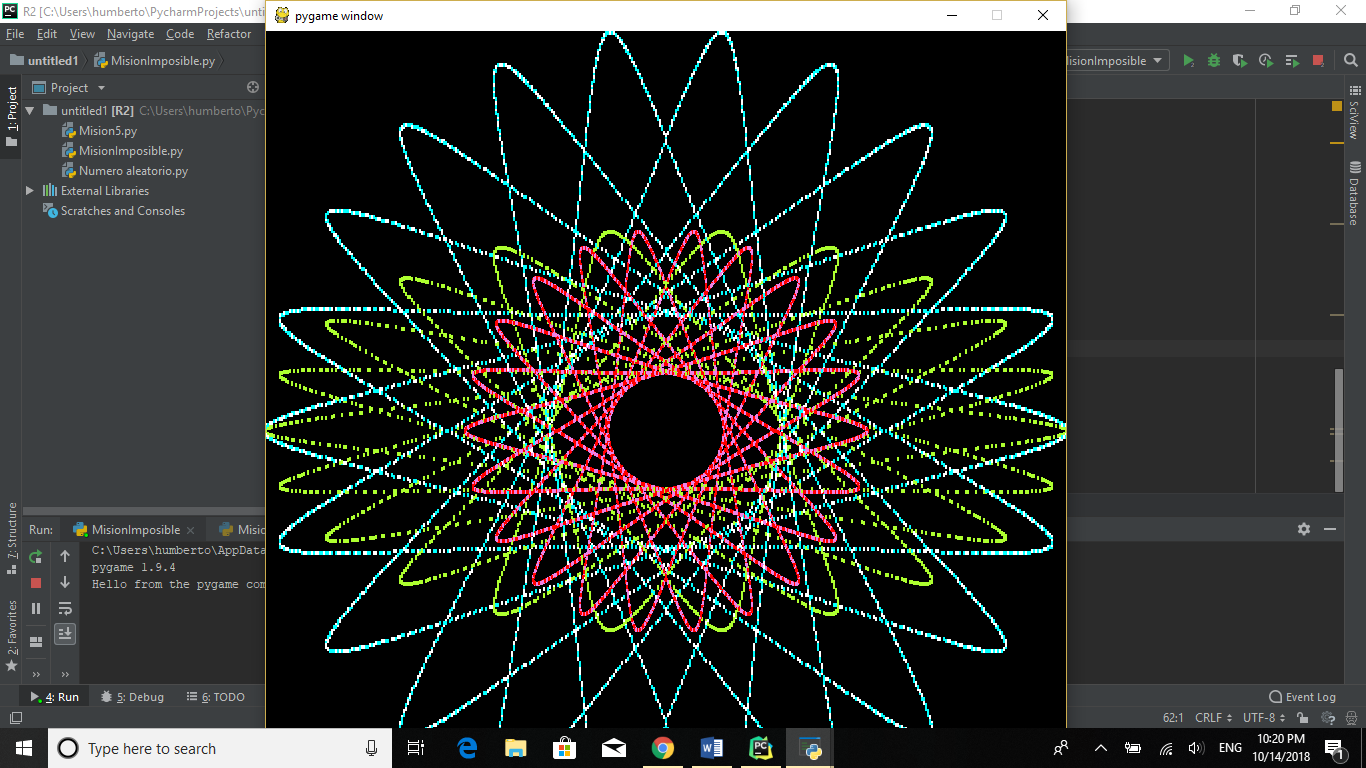 R2 [C:\Users\humberto\PycharmProjects\unti
pygame window
File Edit View Navigate Code Refactor
untitled1 MisionImposible.py
isionImposible
Project
untitled1 [R2] C:\Users\humberto\Pyc
Mision5.py
MisionImposible.py
Numero aleatorio.py
External Libraries
Scratches and Consoles
1: Project
SciView
Database
7: Structure
2: Favorites
Run: MisionImposible Misio
C:\Users\humberto\AppData
pygame 1.9.4
Hello from the pygame com
4: Run 5: Debug 6: TODO
Event Log
62:1 CRLF UTF-8
Type here to search
ENG
10:20 PM
10/14/2018
1